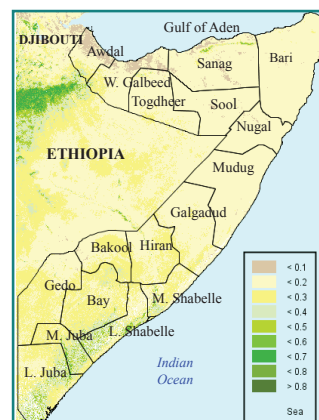 Gulf of Aden
DJIBOUTI
Awdal
Sanag
Bari
W. Galbeed
Togdheer
Sool
Nugal
ETHIOPIA
Mudug
Galgadud
Bakool
Hiran
Gedo
Bay
M. Shabelle
M. Juba
L. Shabelle
L. Juba
Indian
Ocean
< 0.1
< 0.2
< 0.3
< 0.4
< 0.5
< 0.6
< 0.7
< 0.8
> 0.8
Sea